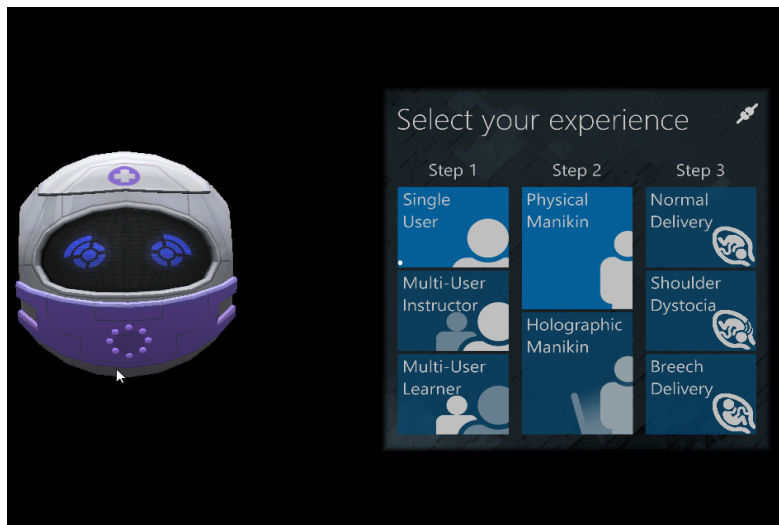 Select your experience
Step 1
Step 2
Step 3
Single
User
Physical
Manikin
Normal
Delivery
Multi-User
Instructor
Shoulder
Dystocia
Holographic
Manikin
Multi-User
Learner
Breech
Delivery